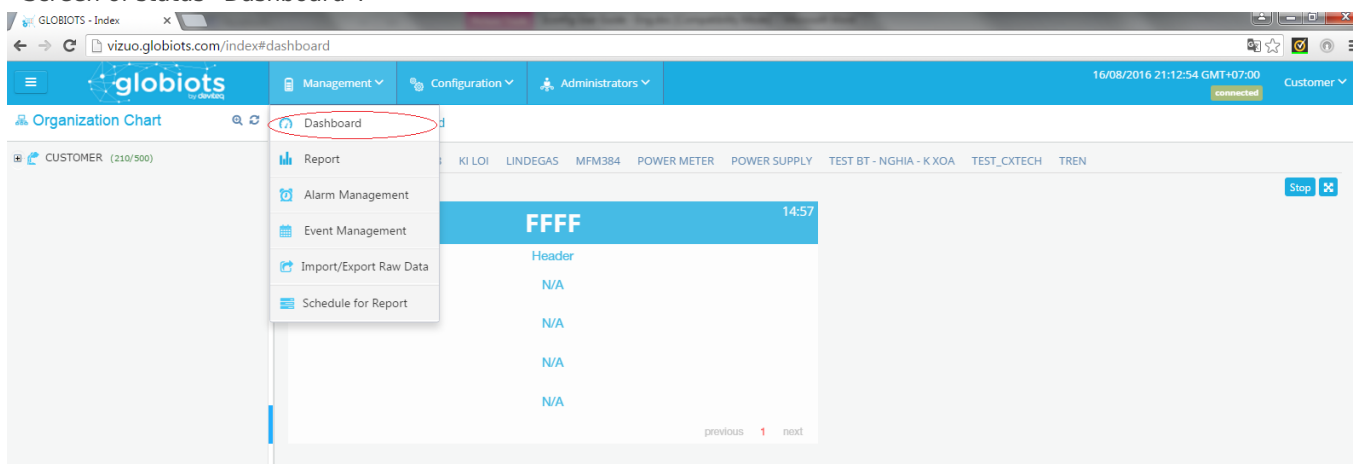 Screen of Status "Dashboard":
GLOBIOTS - Index
vizuo.globiots.com/index#dashboard
globiots
by devteq
Management
Configuration
Administrators
16/08/2016 21:12:54 GMT+07:00
connected
Customer
Organization Chart
Dashboard
d
CUSTOMER (210/500)
Report
KI LOI LINDEGAS MFM384 POWER METER POWER SUPPLY TEST BT - NGHIA - K XOA TEST_CXTECH TREN
Stop
Alarm Management
FFFF
14:57
Event Management
Header
Import/Export Raw Data
N/A
Schedule for Report
N/A
N/A
N/A
previous 1 next